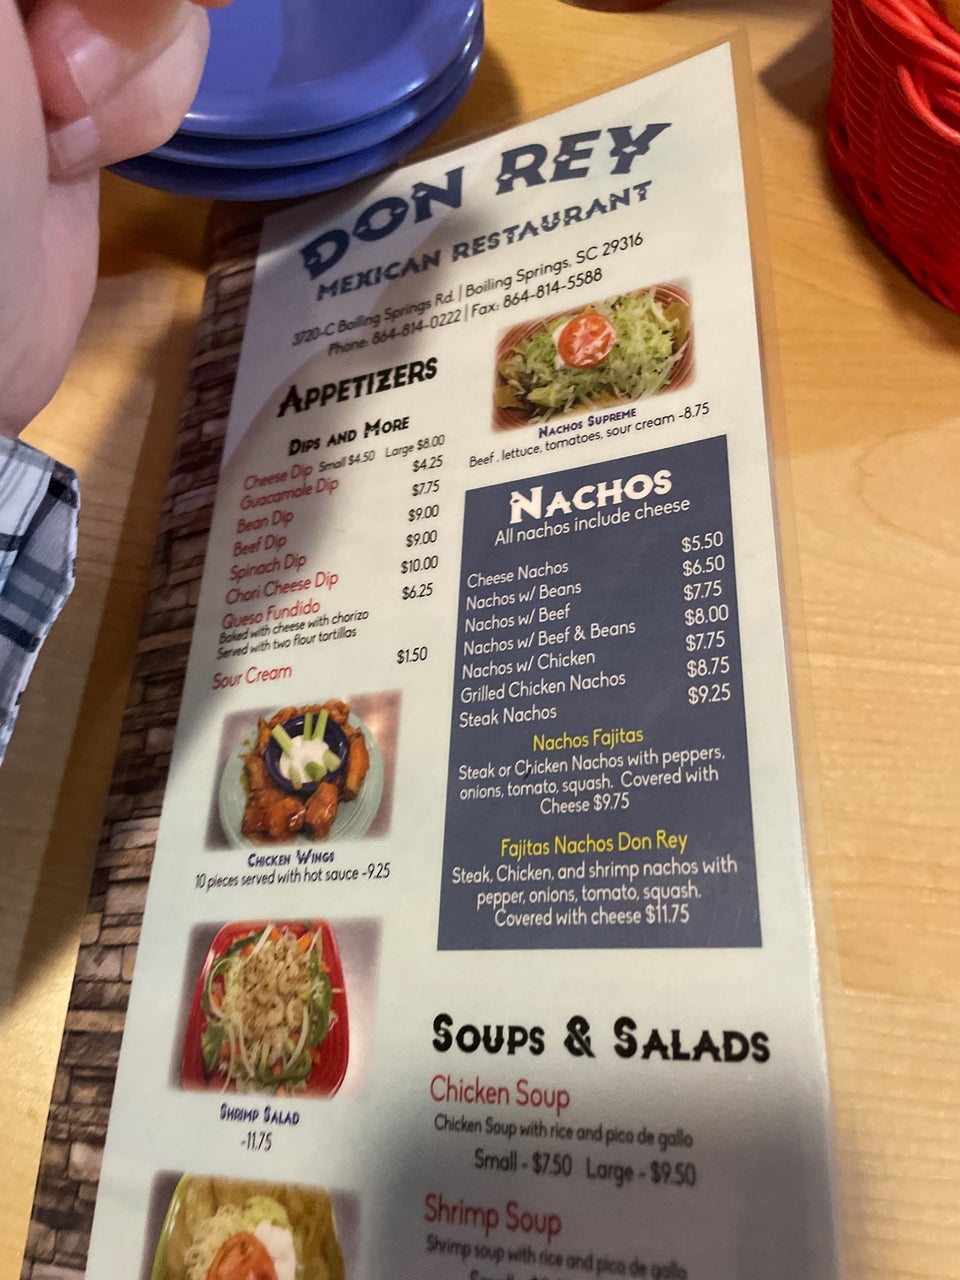 DON REY
MEXICAN RESTAURANT
3720-C Boiling Springs Rd. | Boiling Springs, SC 29316
Phone: 864-814-0222 | Fax: 864-814-5588
APPETIZERS
DIPS AND MORE
Cheese Dip Small $4.50 Large $8.00
Guacamole Dip $4.25
Bean Dip $7.75
Beef Dip $9.00
Spinach Dip $9.00
Chori Cheese Dip $10.00
Queso Fundido $6.25
Baked with cheese with chorizo
Served with two flour tortillas
Sour Cream $1.50
CHICKEN WINGS
10 pieces served with hot sauce -9.25
SHRIMP SALAD
-11.75
NACHOS SUPREME
Beef , lettuce, tomatoes, sour cream -8.75
NACHOS
All nachos include cheese
Cheese Nachos $5.50
Nachos w/ Beans $6.50
Nachos w/ Beef $7.75
Nachos w/ Beef & Beans $8.00
Nachos w/ Chicken $7.75
Grilled Chicken Nachos $8.75
Steak Nachos $9.25
Nachos Fajitas
Steak or Chicken Nachos with peppers,
onions, tomato, squash. Covered with
Cheese $9.75
Fajitas Nachos Don Rey
Steak, Chicken, and shrimp nachos with
pepper, onions, tomato, squash.
Covered with cheese $11.75
SOUPS & SALADS
Chicken Soup
Chicken Soup with rice and pico de gallo
Small - $7.50 Large - $9.50
Shrimp Soup
Shrimp soup with rice and pico de gallo